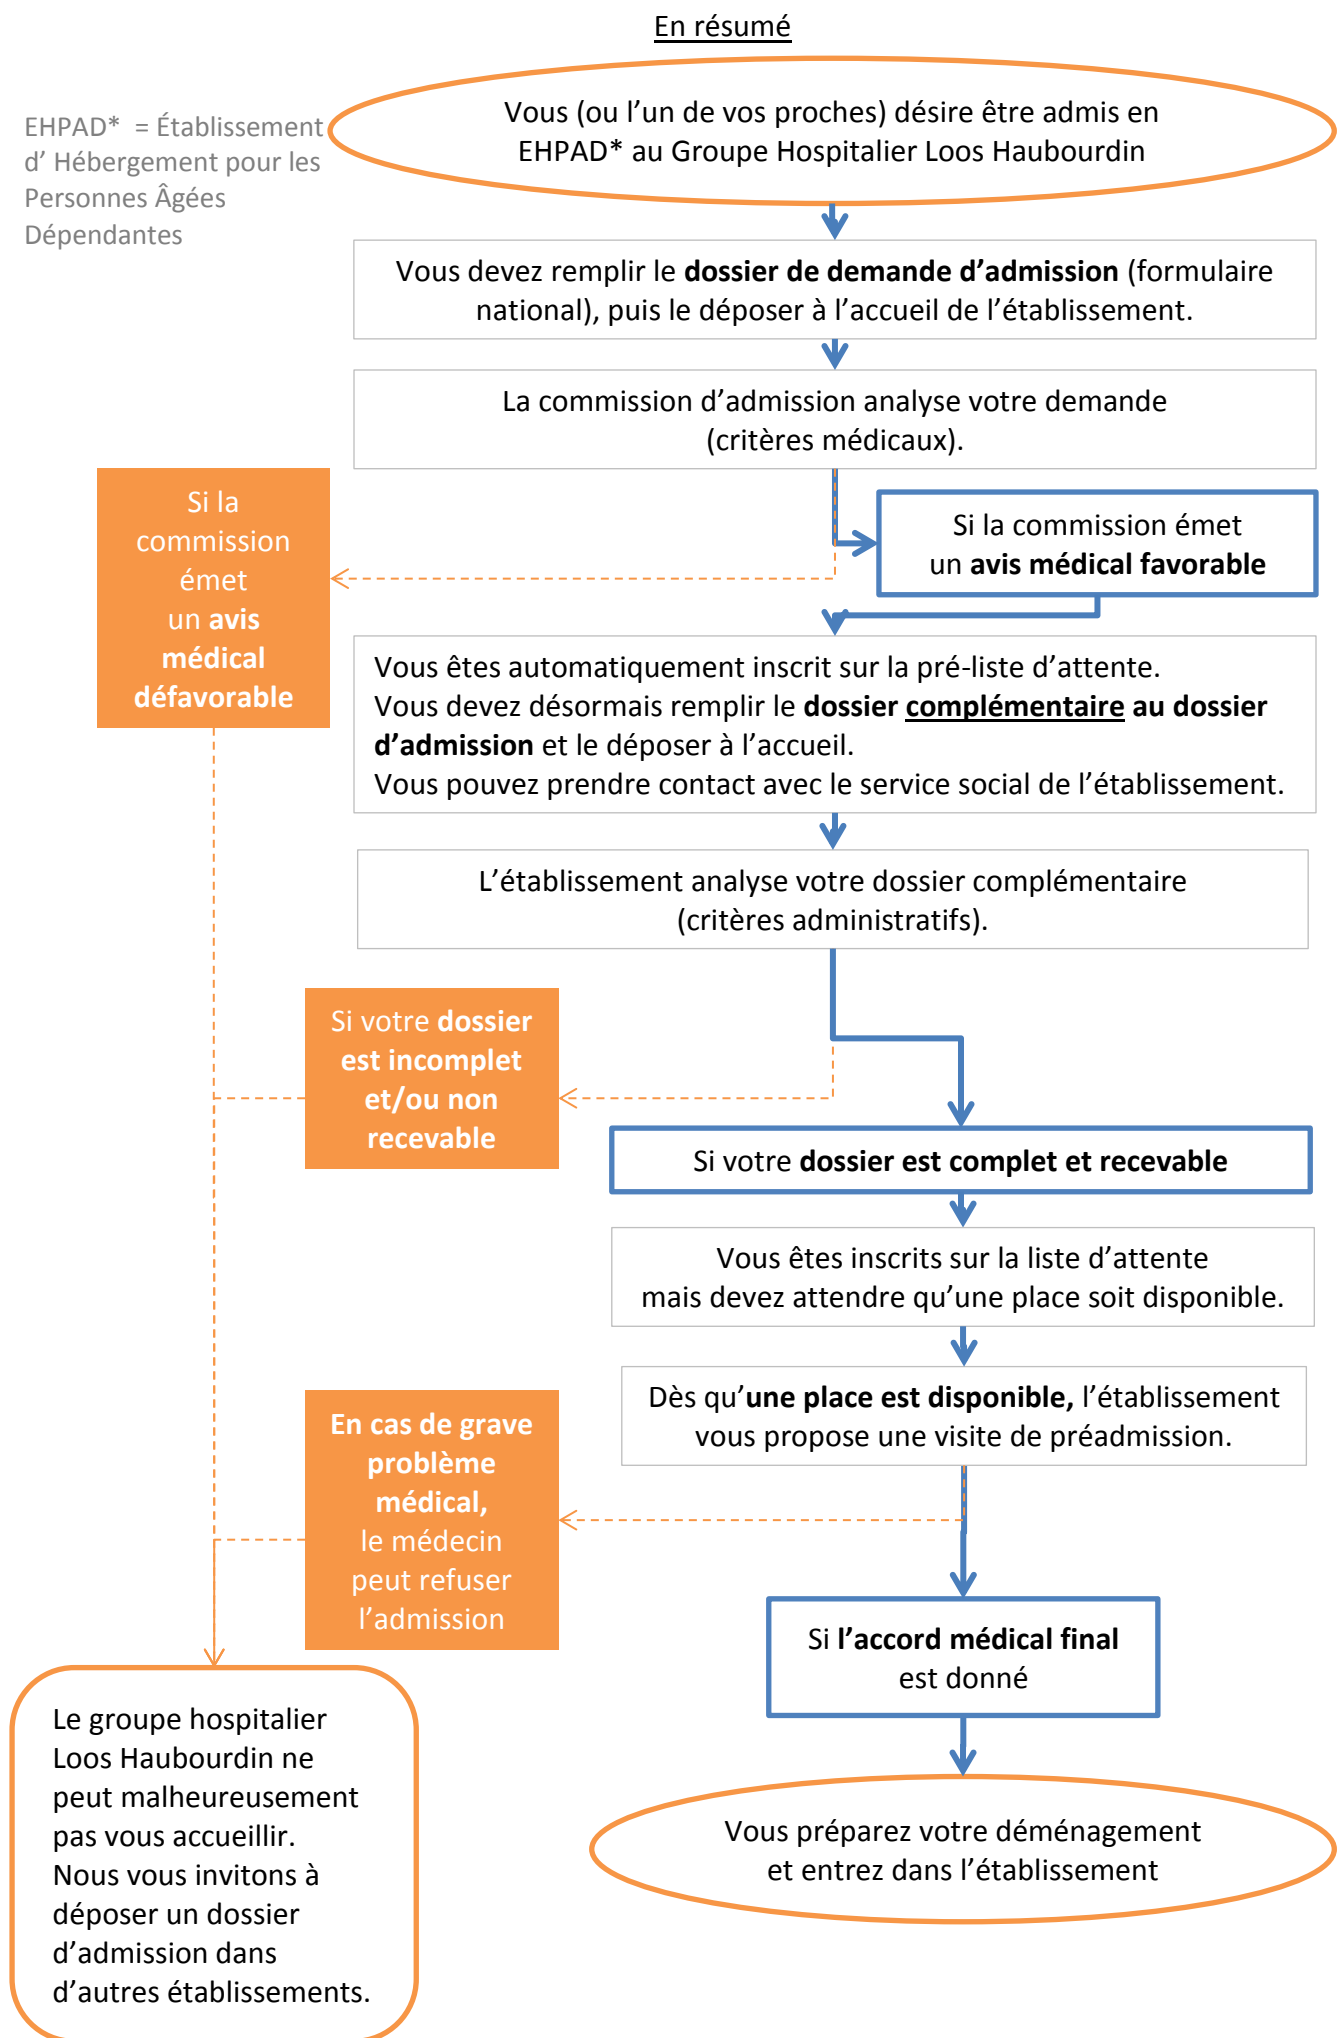 En résumé
EHPAD* = Établissement
d’ Hébergement pour les
Personnes Âgées
Dépendantes
Vous (ou l’un de vos proches) désire être admis en
EHPAD* au Groupe Hospitalier Loos Haubourdin
Vous devez remplir le dossier de demande d’admission (formulaire
national), puis le déposer à l’accueil de l’établissement.
La commission d’admission analyse votre demande
(critères médicaux).
Si la
commission
émet
un avis
médical
défavorable
Si la commission émet
un avis médical favorable
Vous êtes automatiquement inscrit sur la pré-liste d’attente.
Vous devez désormais remplir le dossier complémentaire au dossier
d’admission et le déposer à l’accueil.
Vous pouvez prendre contact avec le service social de l’établissement.
L’établissement analyse votre dossier complémentaire
(critères administratifs).
Si votre dossier
est incomplet
et/ou non
recevable
Si votre dossier est complet et recevable
Vous êtes inscrits sur la liste d’attente
mais devez attendre qu’une place soit disponible.
Dès qu’une place est disponible, l’établissement
vous propose une visite de préadmission.
En cas de grave
problème
médical,
le médecin
peut refuser
l’admission
Si l’accord médical final
est donné
Le groupe hospitalier
Loos Haubourdin ne
peut malheureusement
pas vous accueillir.
Nous vous invitons à
déposer un dossier
d’admission dans
d’autres établissements.
Vous préparez votre déménagement
et entrez dans l’établissement